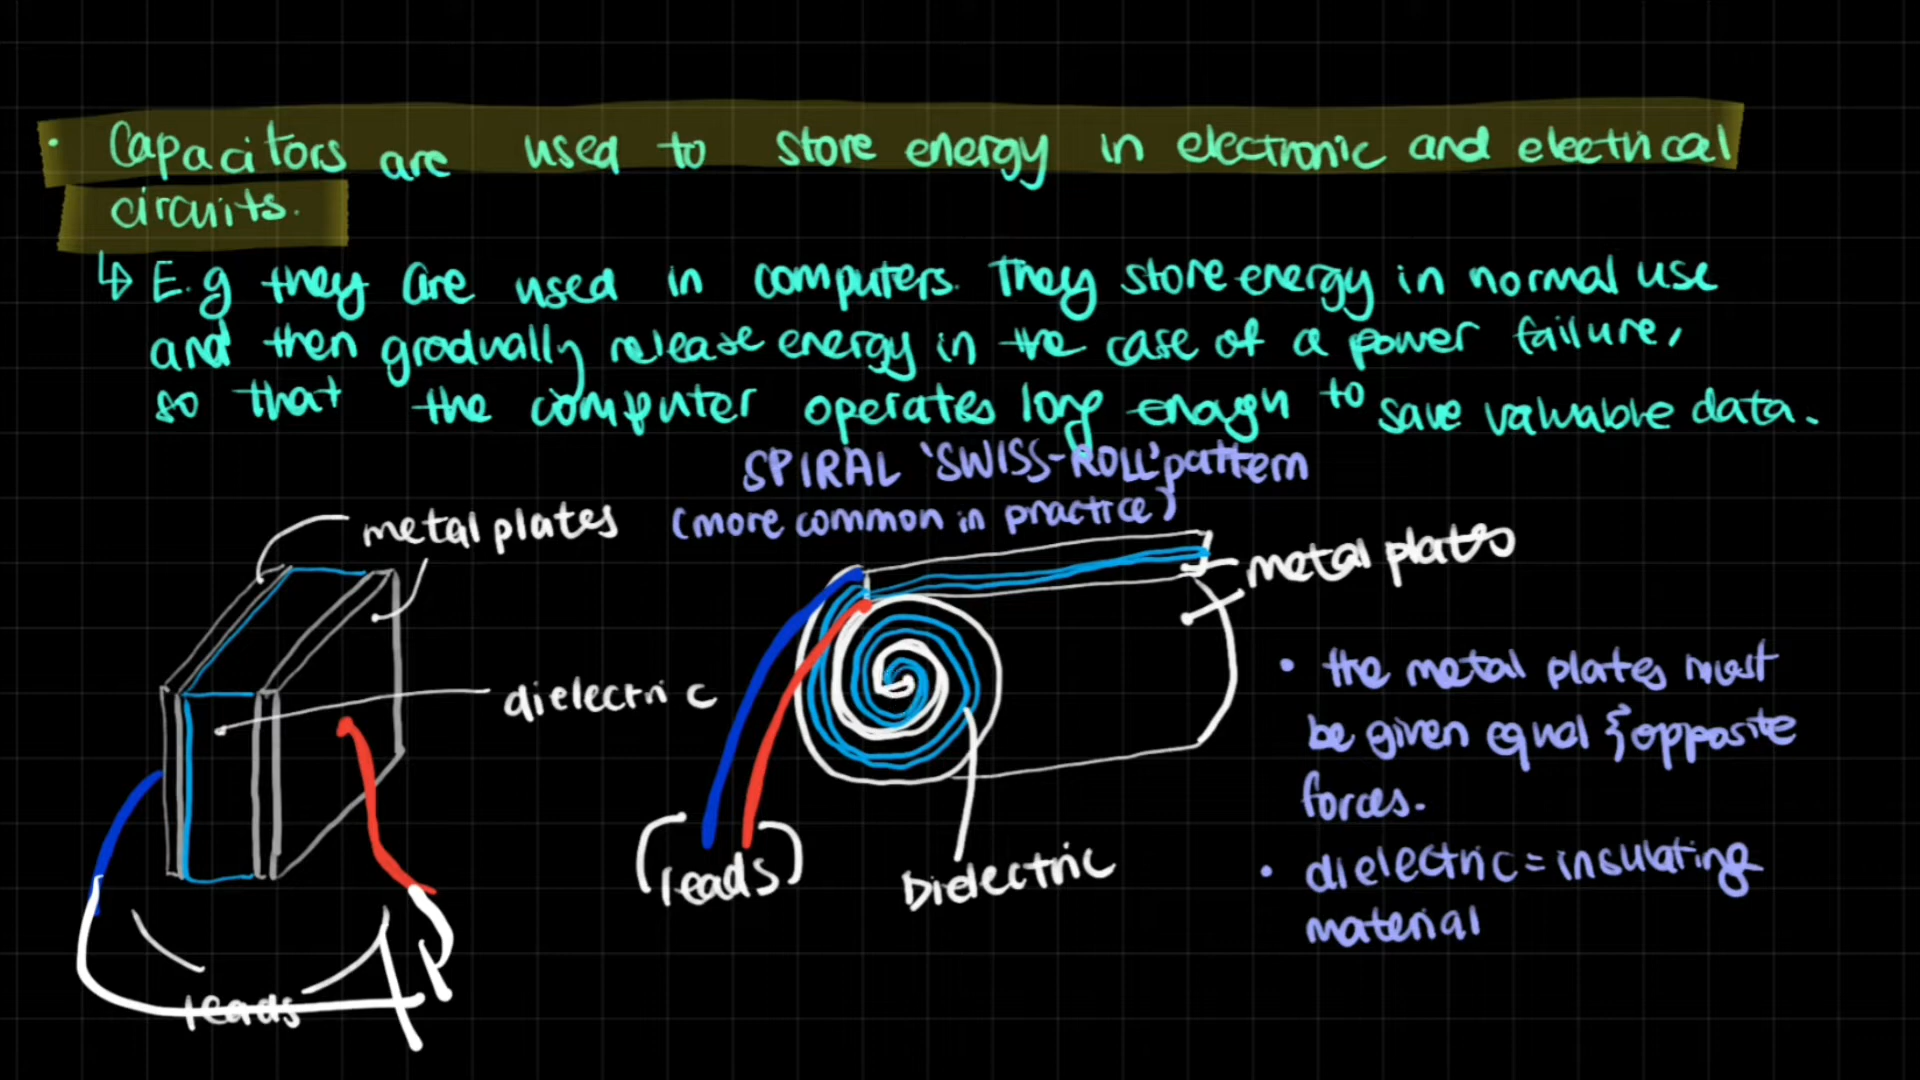 • Capacitors are used to store energy in electronic and electrical
circuits.
↳ E.g they are used in computers. They store energy in normal use
and then gradually release energy in the case of a power failure,
so that the computer operates long enough to save valuable data.
SPIRAL 'SWISS-ROLL' pattern
(more common in practice)
metal plates
metal plates
dielectric
• the metal plates must
be given equal & opposite
forces.
(leads)
Dielectric
• dielectric = insulating
material
leads